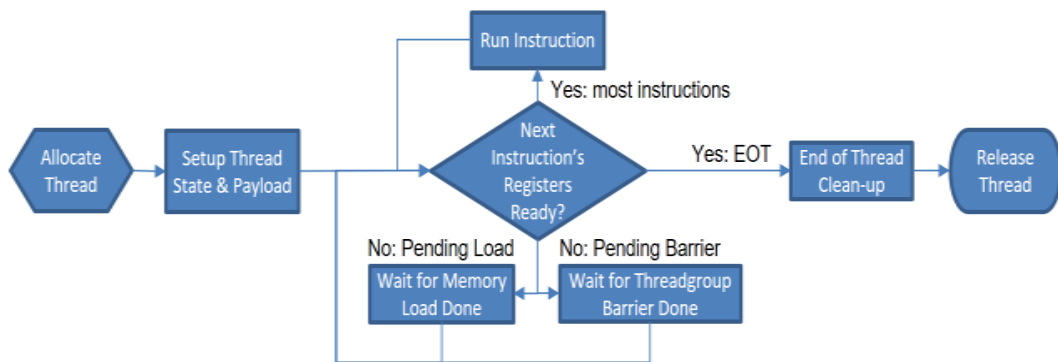 Run Instruction
Yes: most instructions
Allocate
Thread
Setup Thread
State & Payload
Next
Instruction's
Registers
Ready?
Yes: EOT
End of Thread
Clean-up
Release
Thread
No: Pending Load
No: Pending Barrier
Wait for Memory
Load Done
Wait for Threadgroup
Barrier Done